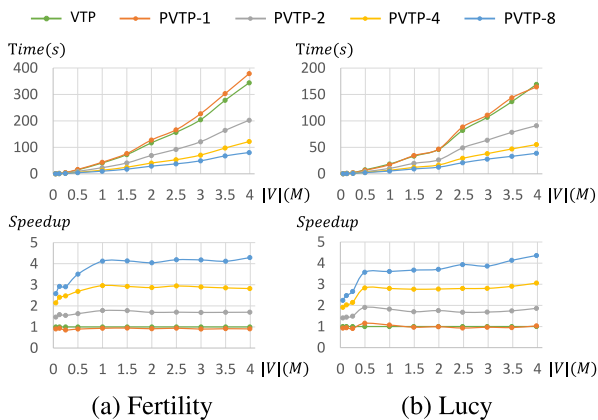 VTP PVTP-1 PVTP-2 PVTP-4 PVTP-8
Time(s) Time(s)
400 200
300 150
200 100
100 50
0 0
0 0.5 1 1.5 2 2.5 3 3.5 4 |V|(M) 0 0.5 1 1.5 2 2.5 3 3.5 4 |V|(M)
Speedup Speedup
5 5
4 4
3 3
2 2
1 1
0 0
0 0.5 1 1.5 2 2.5 3 3.5 4 |V|(M) 0 0.5 1 1.5 2 2.5 3 3.5 4 |V|(M)
(a) Fertility (b) Lucy